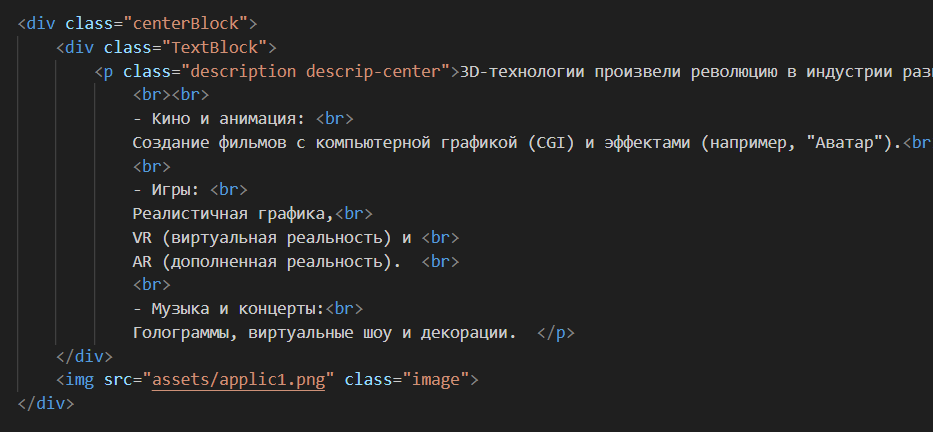 <div class="centerBlock">
<div class="TextBlock">
<p class="description descrip-center">3D-технологии произвели революцию в индустрии разв
<br><br>
- Кино и анимация: <br>
Создание фильмов с компьютерной графикой (CGI) и эффектами (например, "Аватар").<br
<br>
- Игры: <br>
Реалистичная графика,<br>
VR (виртуальная реальность) и <br>
AR (дополненная реальность).  <br>
<br>
- Музыка и концерты:<br>
Голограммы, виртуальные шоу и декорации.  </p>
</div>
<img src="assets/applic1.png" class="image">
</div>